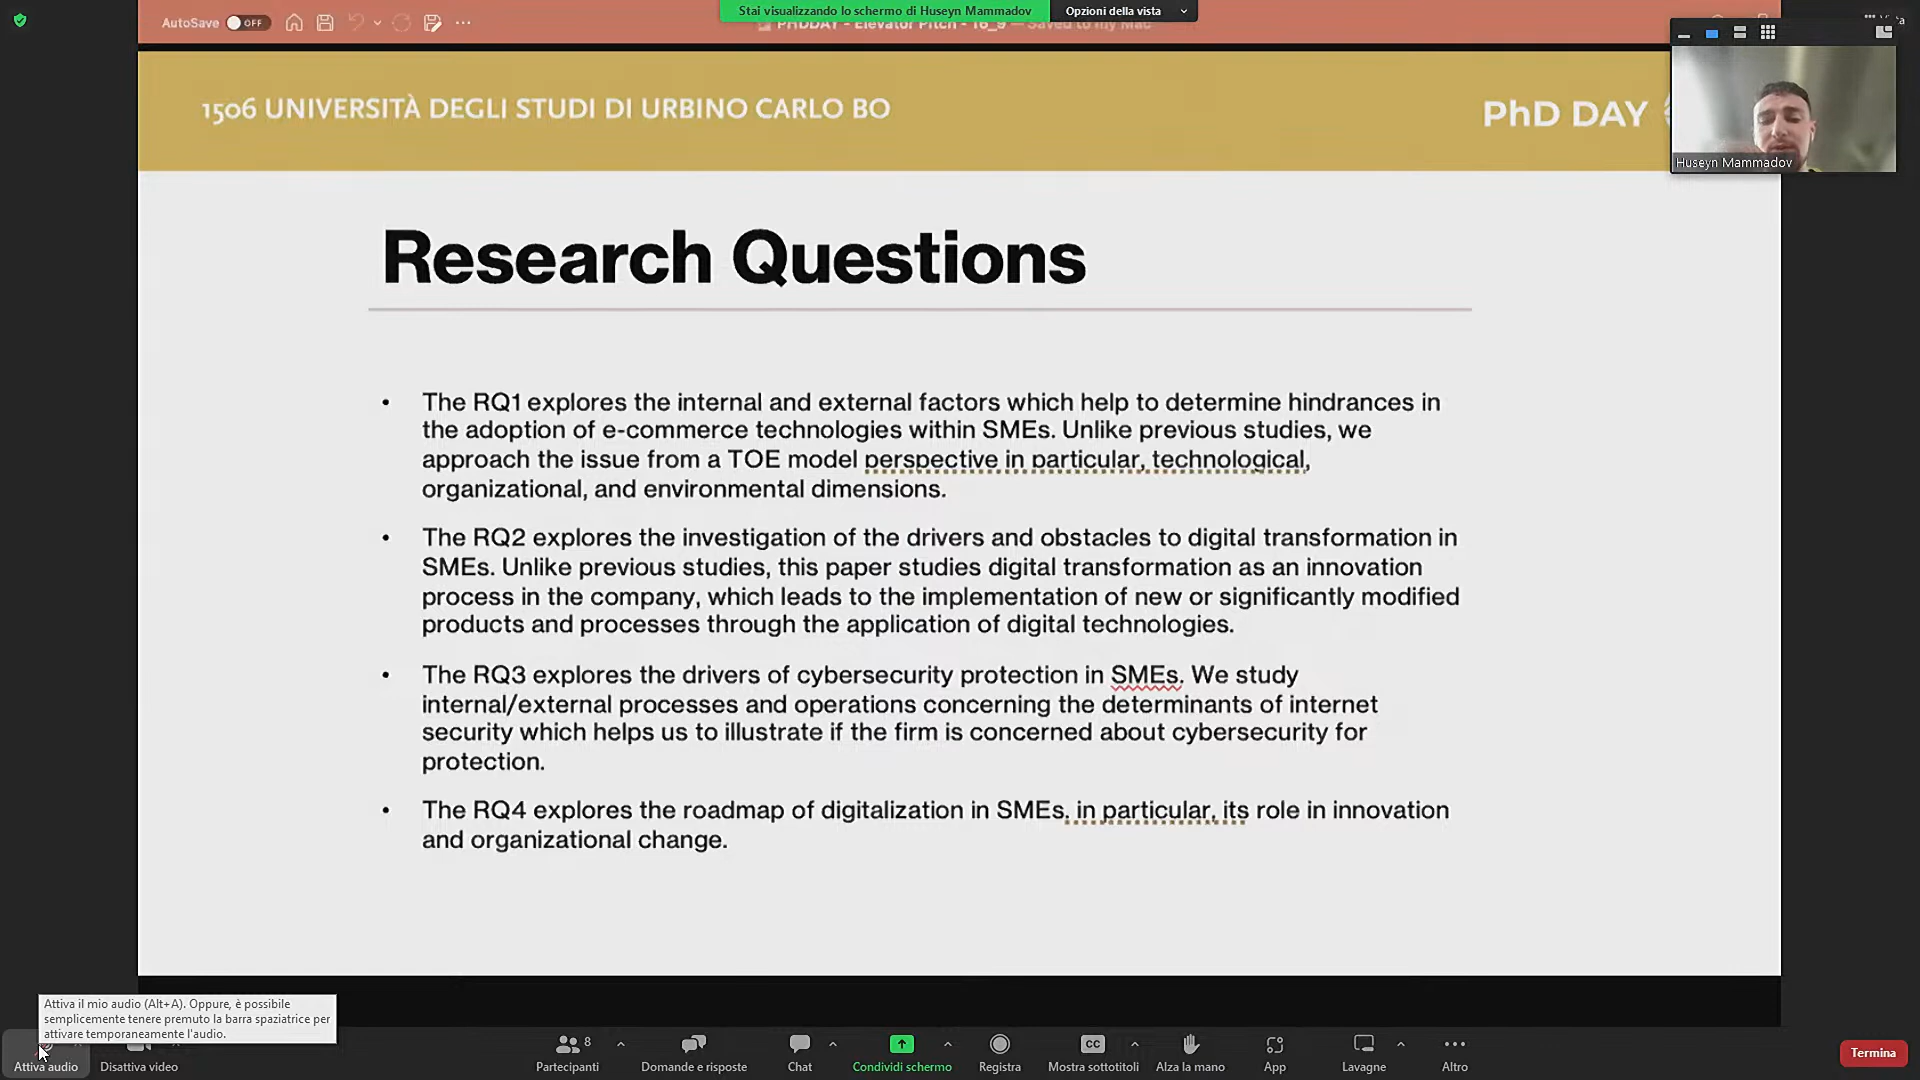 AutoSave OFF
Stai visualizzando lo schermo di Huseyn Mammadov
Opzioni della vista
PHDDAY - Elevator Pitch - 16_9 — Saved to my Mac
Vista
1506 UNIVERSITÀ DEGLI STUDI DI URBINO CARLO BO
PhD DAY
Huseyn Mammadov
Research Questions
• The RQ1 explores the internal and external factors which help to determine hindrances in
the adoption of e-commerce technologies within SMEs. Unlike previous studies, we
approach the issue from a TOE model perspective in particular, technological,
organizational, and environmental dimensions.
• The RQ2 explores the investigation of the drivers and obstacles to digital transformation in
SMEs. Unlike previous studies, this paper studies digital transformation as an innovation
process in the company, which leads to the implementation of new or significantly modified
products and processes through the application of digital technologies.
• The RQ3 explores the drivers of cybersecurity protection in SMEs. We study
internal/external processes and operations concerning the determinants of internet
security which helps us to illustrate if the firm is concerned about cybersecurity for
protection.
• The RQ4 explores the roadmap of digitalization in SMEs. in particular, its role in innovation
and organizational change.
Attiva il mio audio (Alt+A). Oppure, è possibile
semplicemente tenere premuto la barra spaziatrice per
attivare temporaneamente l'audio.
Attiva audio
Disattiva video
Partecipanti 8
Domande e risposte
Chat
Condividi schermo
Registra
CC
Mostra sottotitoli
Alza la mano
App
Lavagne
Altro
Termina